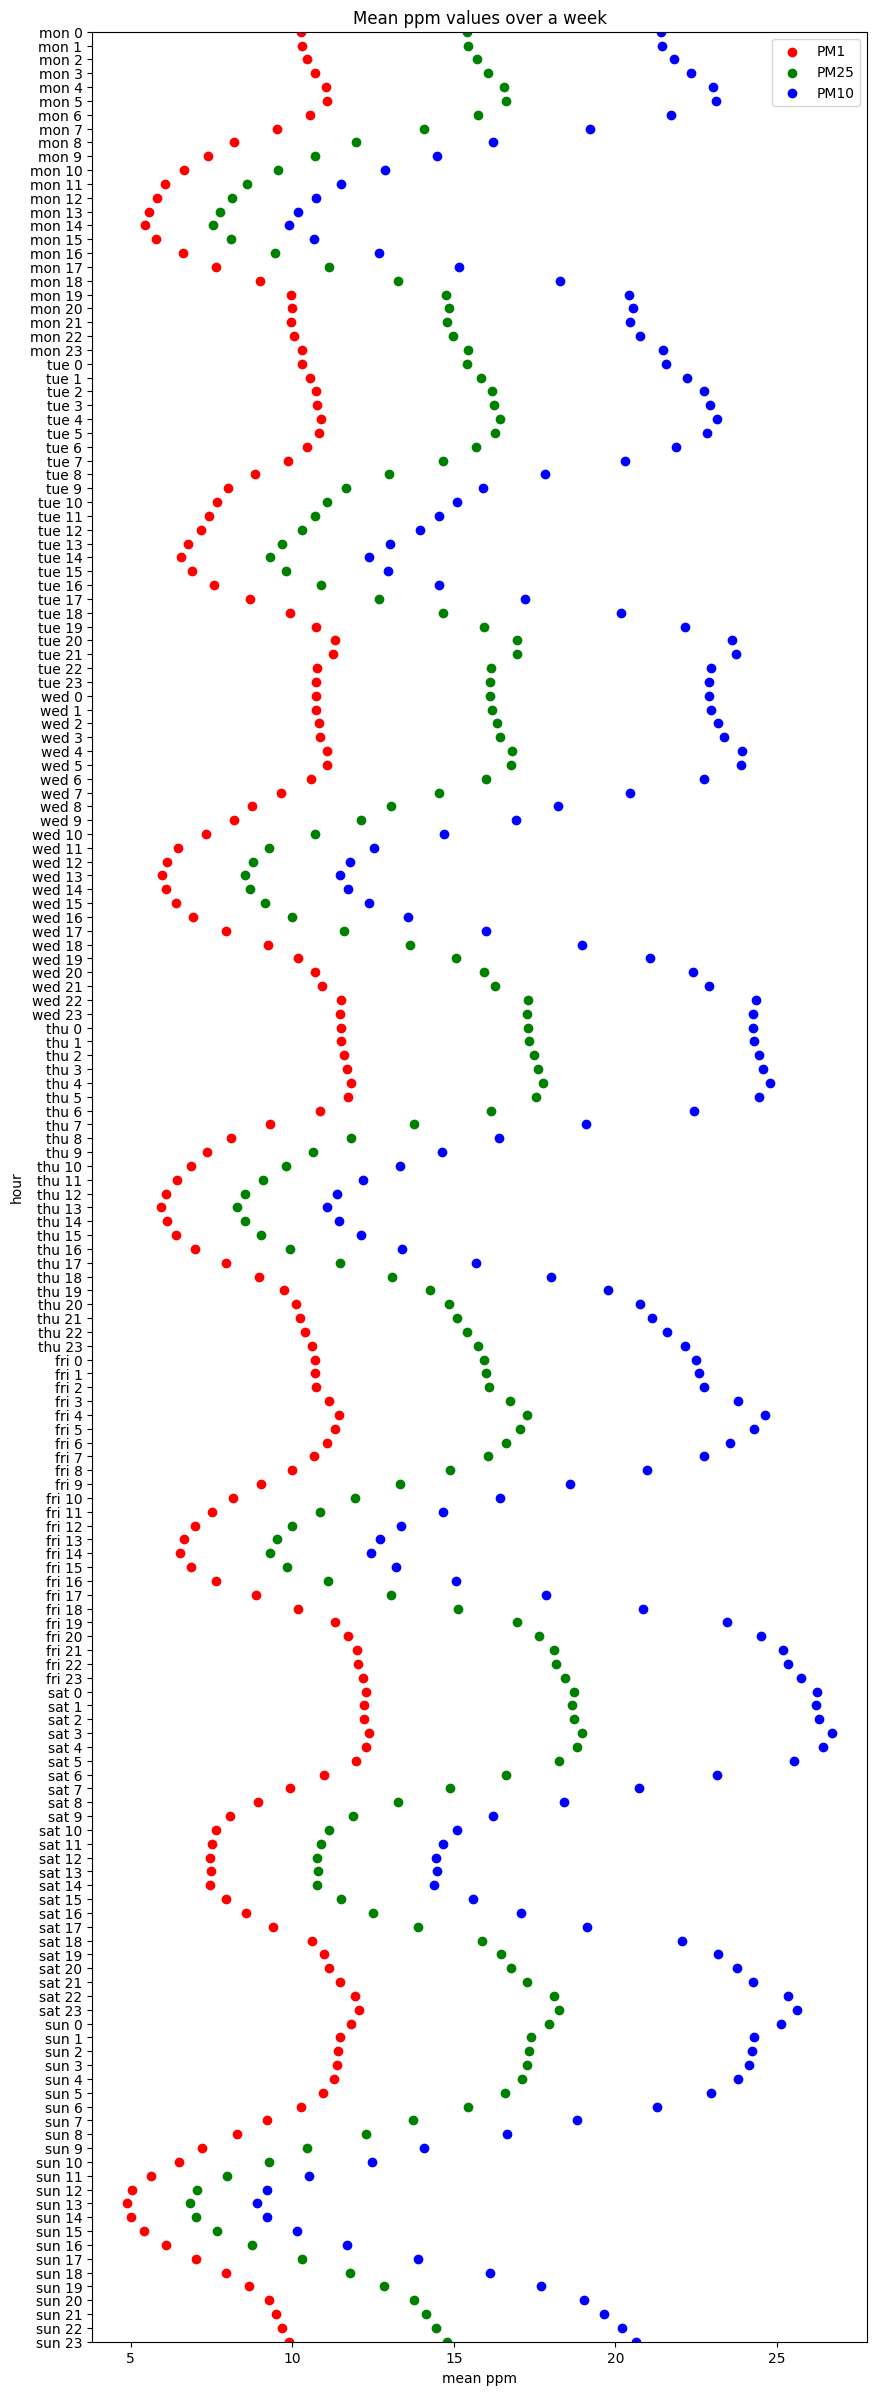 Mean ppm values over a week
PM1
PM25
PM10
mon 0
mon 1
mon 2
mon 3
mon 4
mon 5
mon 6
mon 7
mon 8
mon 9
mon 10
mon 11
mon 12
mon 13
mon 14
mon 15
mon 16
mon 17
mon 18
mon 19
mon 20
mon 21
mon 22
mon 23
tue 0
tue 1
tue 2
tue 3
tue 4
tue 5
tue 6
tue 7
tue 8
tue 9
tue 10
tue 11
tue 12
tue 13
tue 14
tue 15
tue 16
tue 17
tue 18
tue 19
tue 20
tue 21
tue 22
tue 23
wed 0
wed 1
wed 2
wed 3
wed 4
wed 5
wed 6
wed 7
wed 8
wed 9
wed 10
wed 11
wed 12
wed 13
wed 14
wed 15
wed 16
wed 17
wed 18
wed 19
wed 20
wed 21
wed 22
wed 23
thu 0
thu 1
thu 2
thu 3
thu 4
thu 5
thu 6
thu 7
thu 8
thu 9
thu 10
thu 11
thu 12
thu 13
thu 14
thu 15
thu 16
thu 17
thu 18
thu 19
thu 20
thu 21
thu 22
thu 23
fri 0
fri 1
fri 2
fri 3
fri 4
fri 5
fri 6
fri 7
fri 8
fri 9
fri 10
fri 11
fri 12
fri 13
fri 14
fri 15
fri 16
fri 17
fri 18
fri 19
fri 20
fri 21
fri 22
fri 23
sat 0
sat 1
sat 2
sat 3
sat 4
sat 5
sat 6
sat 7
sat 8
sat 9
sat 10
sat 11
sat 12
sat 13
sat 14
sat 15
sat 16
sat 17
sat 18
sat 19
sat 20
sat 21
sat 22
sat 23
sun 0
sun 1
sun 2
sun 3
sun 4
sun 5
sun 6
sun 7
sun 8
sun 9
sun 10
sun 11
sun 12
sun 13
sun 14
sun 15
sun 16
sun 17
sun 18
sun 19
sun 20
sun 21
sun 22
sun 23
hour
5 10 15 20 25
mean ppm